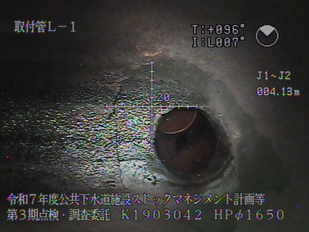 取付管L-1
T:+096°
I:L007°
J1~J2
004.13m
20
令和7年度公共下水道施設ストックマネジメント計画等
第3期点検・調査委託 K1903042 HPφ1650